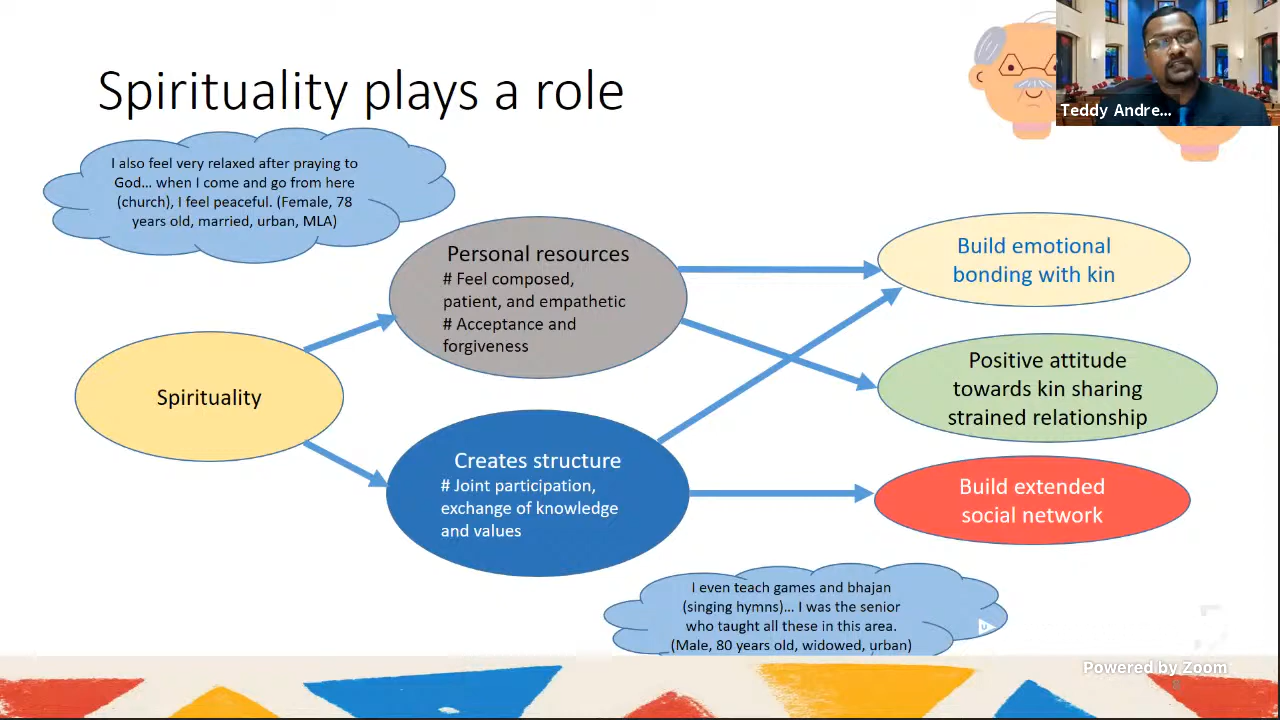 Spirituality plays a role
Teddy Andre...
I also feel very relaxed after praying to
God... when I come and go from here
(church), I feel peaceful. (Female, 78
years old, married, urban, MLA)
Personal resources
# Feel composed,
patient, and empathetic
# Acceptance and
forgiveness
Build emotional
bonding with kin
Spirituality
Positive attitude
towards kin sharing
strained relationship
Creates structure
# Joint participation,
exchange of knowledge
and values
Build extended
social network
I even teach games and bhajan
(singing hymns)... I was the senior
who taught all these in this area.
(Male, 80 years old, widowed, urban)
Powered by Zoom